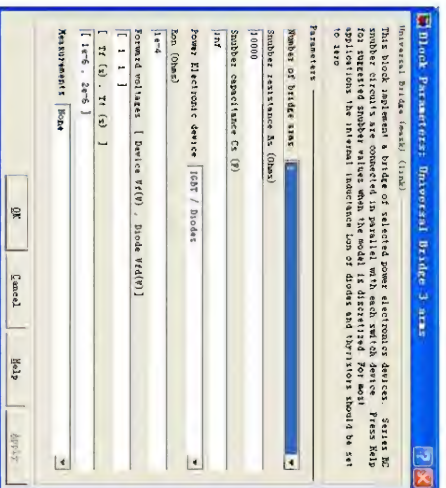 Block Parameters: Universal Bridge 3 arms
Universal Bridge (mask) (link)
This block implement a bridge of selected power electronics devices. Series RC
snubber circuits are connected in parallel with each switch device. Press Help
for suggested snubber values when the model is discretized. For most
applications the internal inductance Lon of diodes and thyristors should be set
to zero
Parameters
Number of bridge arms
Snubber resistance Rs (Ohms)
10000
Snubber capacitance Cs (F)
inf
Power Electronic device IGBT / Diodes
Ron (Ohms)
1e-4
Forward voltages [ Device Vf(V) , Diode Vfd(V)]
[ 1 1 ]
[ Tf (s) , Tt (s) ]
[ 1e-6 , 2e-6 ]
Measurements None
OK
Cancel
Help
Apply